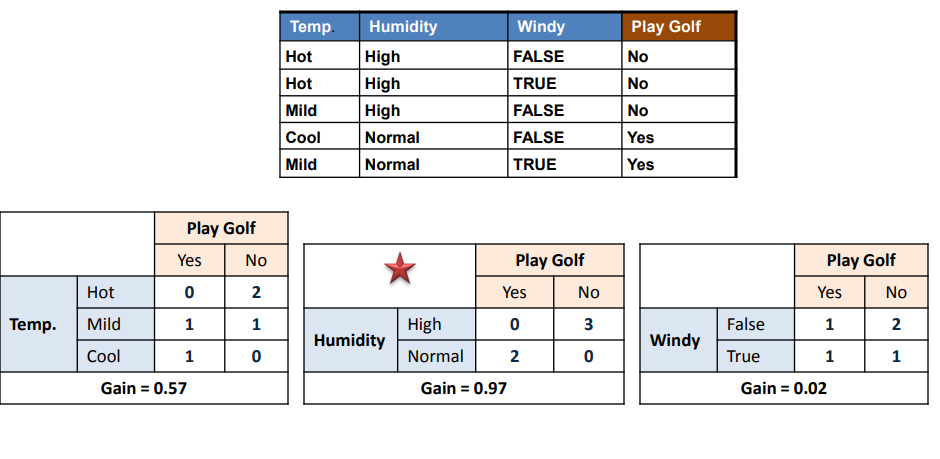 Temp. Humidity Windy Play Golf
Hot High FALSE No
Hot High TRUE No
Mild High FALSE No
Cool Normal FALSE Yes
Mild Normal TRUE Yes
Play Golf
Yes No
Temp. Hot 0 2
Mild 1 1
Cool 1 0
Gain = 0.57
Play Golf
Yes No
Humidity High 0 3
Normal 2 0
Gain = 0.97
Play Golf
Yes No
Windy False 1 2
True 1 1
Gain = 0.02